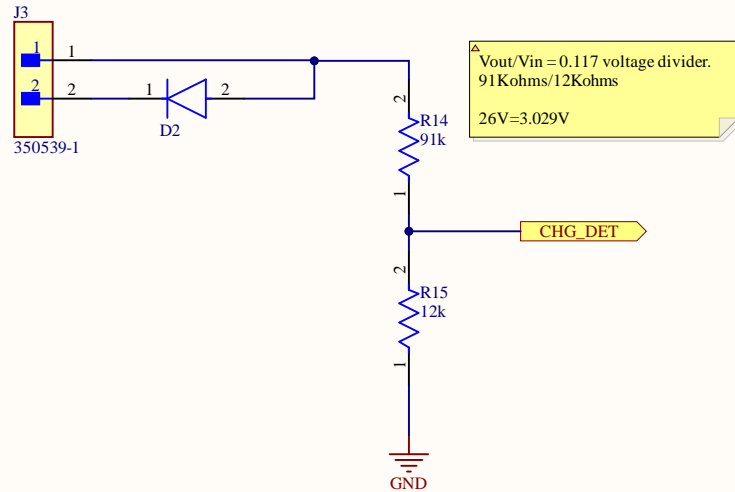 J3
1
1
2
2
1
2
D2
350539-1
Vout/Vin = 0.117 voltage divider.
91Kohms/12Kohms
26V=3.029V
2
R14
91k
1
CHG_DET
2
R15
12k
1
GND